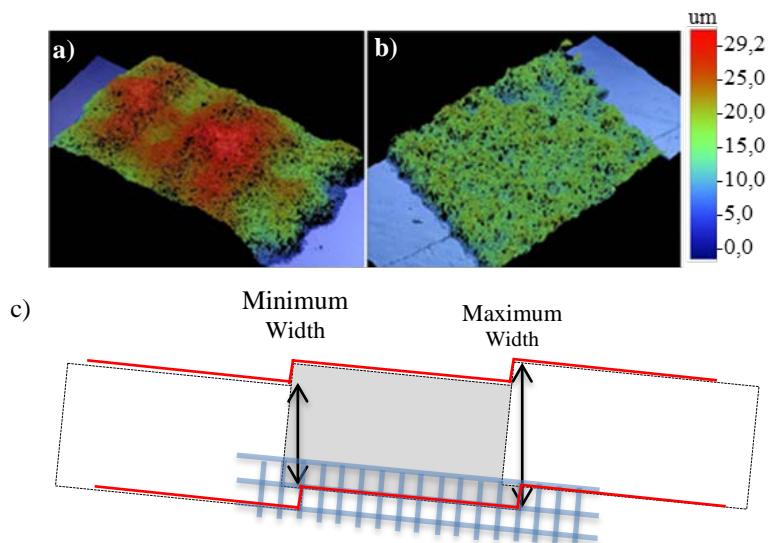 um
a)
b)
29,2
25,0
20,0
15,0
10,0
5,0
0,0
c)
Minimum
Width
Maximum
Width